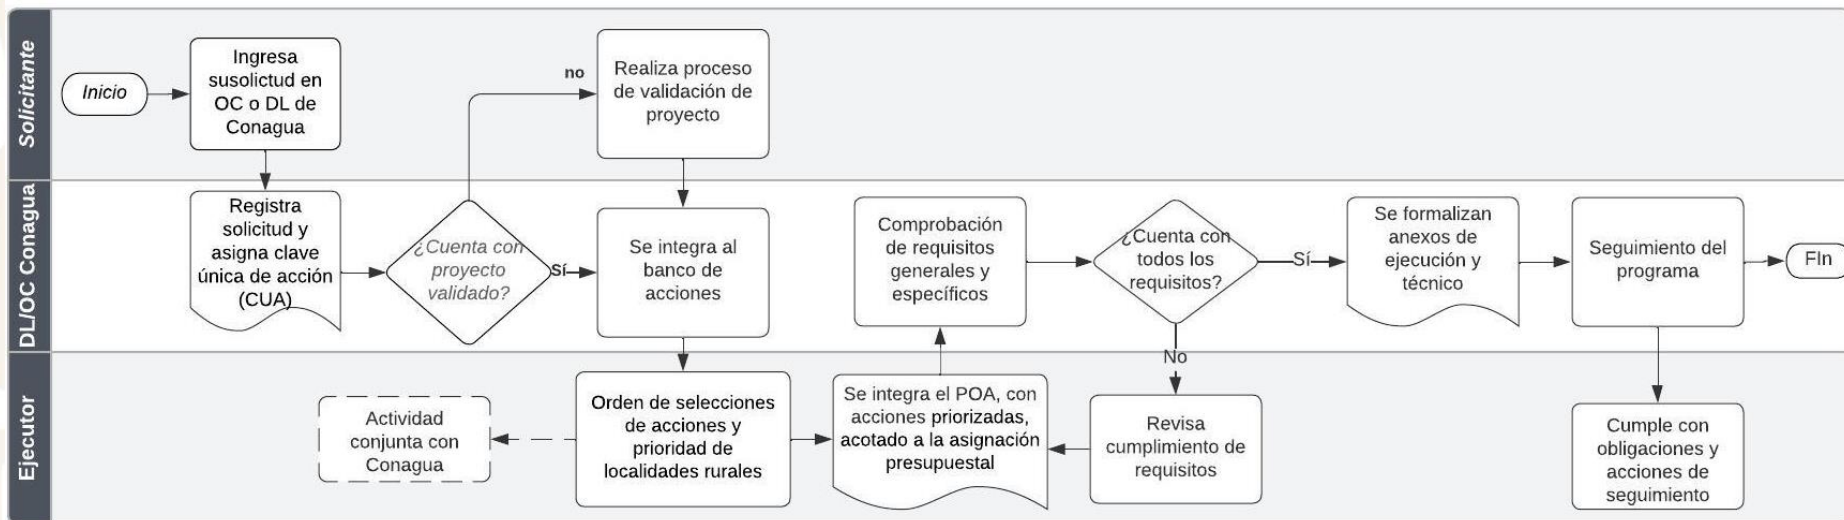 Solicitante
Inicio
Ingresa
susolictud en
OC o DL de
Conagua
no
Realiza proceso
de validación de
proyecto
DL/OC Conagua
Registra
solicitud y
asigna clave
única de acción
(CUA)
¿Cuenta con
proyecto
validado?
Sí
Se integra al
banco de
acciones
Comprobación
de requisitos
generales y
específicos
¿Cuenta con
todos los
requisitos?
Sí
No
Se formalizan
anexos de
ejecución y
técnico
Seguimiento del
programa
FIn
Ejecutor
Actividad
conjunta con
Conagua
Orden de selecciones
de acciones y
prioridad de
localidades rurales
Se integra el POA, con
acciones priorizadas,
acotado a la asignación
presupuestal
Revisa
cumplimiento de
requisitos
Cumple con
obligaciones y
acciones de
seguimiento